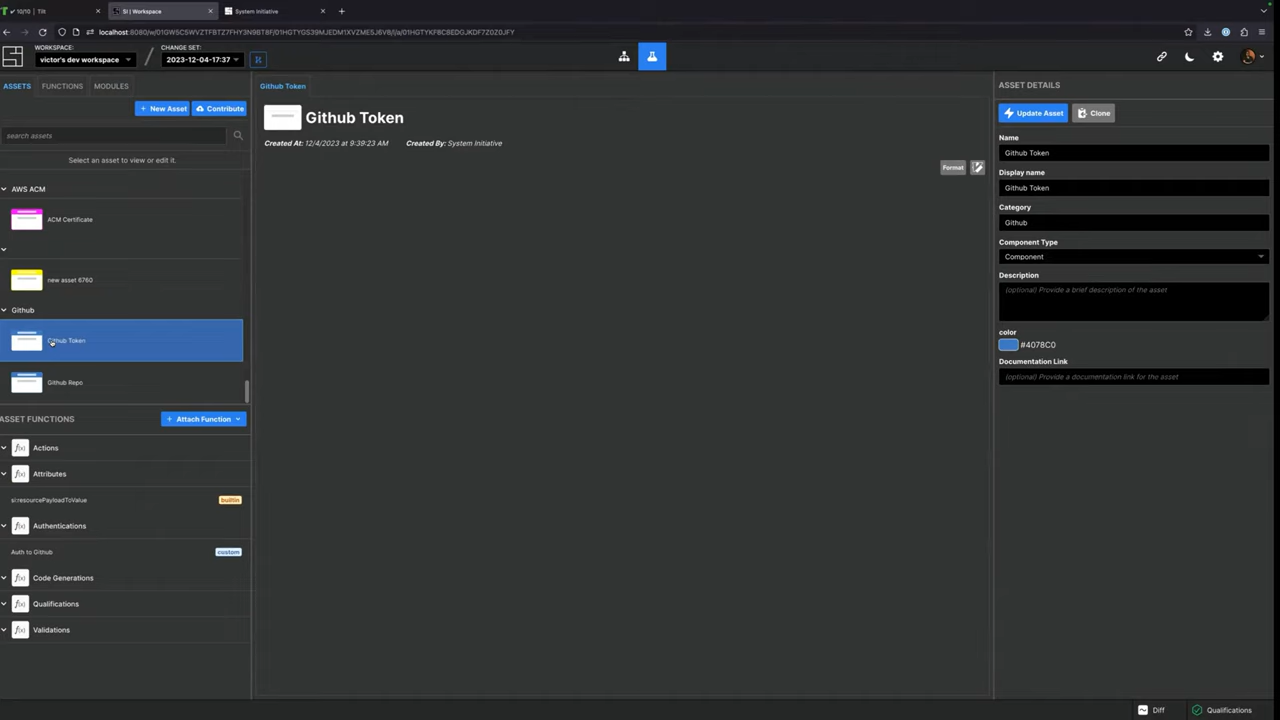 10/10 | Tilt
SI | Workspace
System Initiative
localhost:8080/w/01GW5C5WVZTFBTZ7FHY3N9BT8F/01HGTYGS39MJEDM1XVZME5J6V8/l/a/01HGTYKF8C8EDGJKDF7Z0Z0JFY
WORKSPACE:
victor's dev workspace
CHANGE SET:
2023-12-04-17:37
ASSETS
FUNCTIONS
MODULES
+ New Asset
Contribute
search assets
Select an asset to view or edit it.
AWS ACM
ACM Certificate
new asset 6760
Github
Github Token
Github Repo
ASSET FUNCTIONS
+ Attach Function
f(x) Actions
f(x) Attributes
si:resourcePayloadToValue
builtin
f(x) Authentications
Auth to Github
custom
f(x) Code Generations
f(x) Qualifications
f(x) Validations
Github Token
Github Token
Created At: 12/4/2023 at 9:39:23 AM Created By: System Initiative
Format
ASSET DETAILS
Update Asset
Clone
Name
Github Token
Display name
Github Token
Category
Github
Component Type
Component
Description
(optional) Provide a brief description of the asset
color
#4078C0
Documentation Link
(optional) Provide a documentation link for the asset
Diff
Qualifications